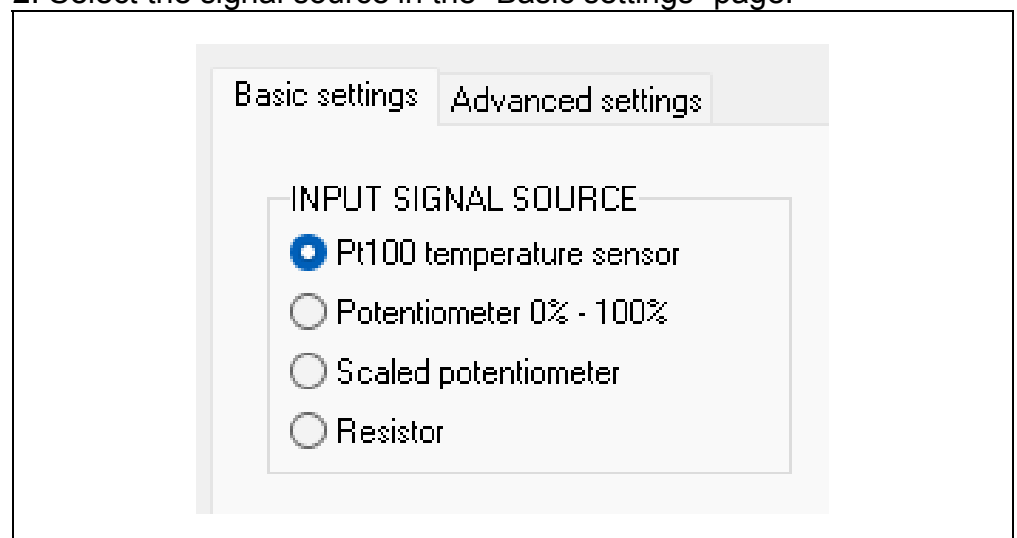 2. Select the signal source in the "Basic settings" page.
Basic settings Advanced settings
INPUT SIGNAL SOURCE
Pt100 temperature sensor
Potentiometer 0% - 100%
Scaled potentiometer
Resistor